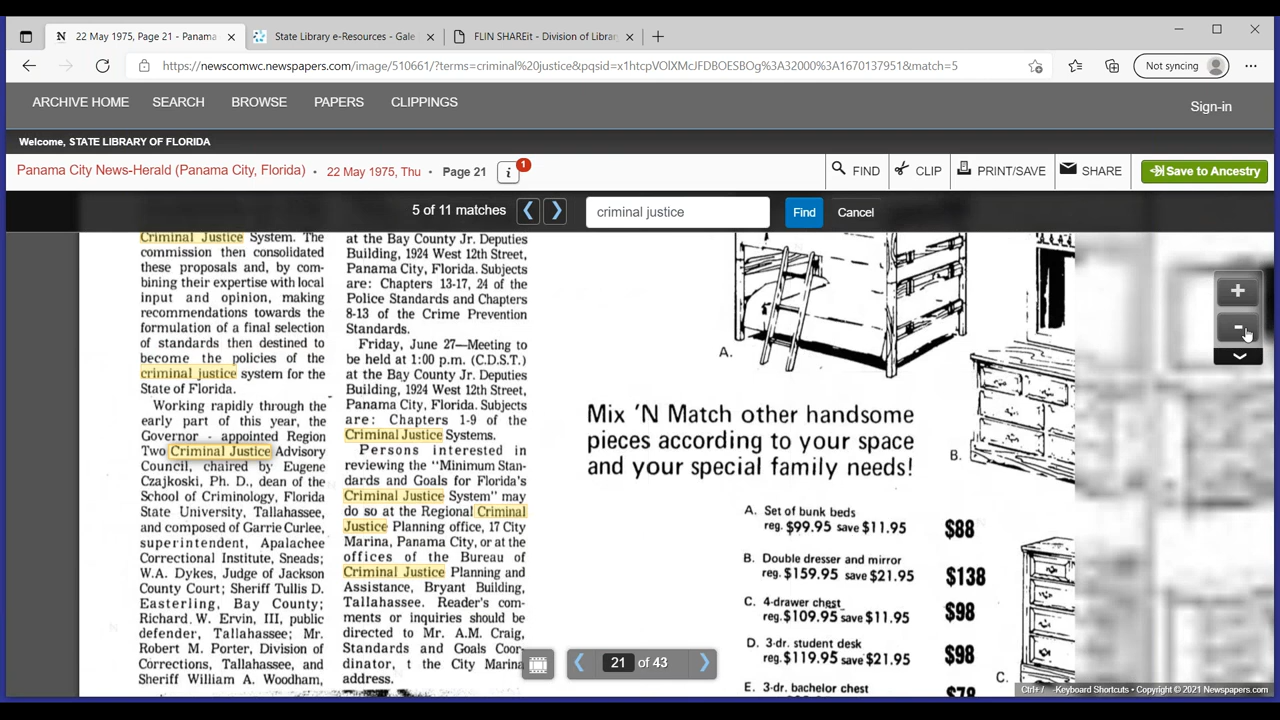 22 May 1975, Page 21 - Panama
State Library e-Resources - Gale
FLIN SHAREit - Division of Librar
https://newscomwc.newspapers.com/image/510661/?terms=criminal%20justice&pqsid=x1htcpVOlXMcJFDBOESBOg%3A32000%3A1670137951&match=5
Not syncing
ARCHIVE HOME
SEARCH
BROWSE
PAPERS
CLIPPINGS
Sign-in
Welcome, STATE LIBRARY OF FLORIDA
Panama City News-Herald (Panama City, Florida) • 22 May 1975, Thu • Page 21
i
1
FIND
CLIP
PRINT/SAVE
SHARE
Save to Ancestry
5 of 11 matches
criminal justice
Find
Cancel
Criminal Justice System. The
commission then consolidated
these proposals and, by com-
bining their expertise with local
input and opinion, making
recommendations towards the
formulation of a final selection
of standards then destined to
become the policies of the
criminal justice system for the
State of Florida.
Working rapidly through the
early part of this year, the
Governor - appointed Region
Two Criminal Justice Advisory
Council, chaired by Eugene
Czajkoski, Ph. D., dean of the
School of Criminology, Florida
State University, Tallahassee,
and composed of Garrie Curlee,
superintendent, Apalachee
Correctional Institute, Sneads;
W.A. Dykes, Judge of Jackson
County Court; Sheriff Tullis D.
Easterling, Bay County;
Richard W. Ervin, III, public
defender, Tallahassee; Mr.
Robert M. Porter, Division of
Corrections, Tallahassee, and
Sheriff William A. Woodham,
at the Bay County Jr. Deputies
Building, 1924 West 12th Street,
Panama City, Florida. Subjects
are: Chapters 13-17, 24 of the
Police Standards and Chapters
8-13 of the Crime Prevention
Standards.
Friday, June 27—Meeting to
be held at 1:00 p.m. (C.D.S.T.)
at the Bay County Jr. Deputies
Building, 1924 West 12th Street,
Panama City, Florida. Subjects
are: Chapters 1-9 of the
Criminal Justice Systems.
Persons interested in
reviewing the "Minimum Stan-
dards and Goals for Florida's
Criminal Justice System" may
do so at the Regional Criminal
Justice Planning office, 17 City
Marina, Panama City, or at the
offices of the Bureau of
Criminal Justice Planning and
Assistance, Bryant Building,
Tallahassee. Reader's com-
ments or inquiries should be
directed to Mr. A.M. Craig,
Standards and Goals Coor-
dinator, t the City Marina
address.
A.
B.
Mix 'N Match other handsome
pieces according to your space
and your special family needs!
A. Set of bunk beds
reg. $99.95 save $11.95 $88
B. Double dresser and mirror
reg. $159.95 save $21.95 $138
C. 4-drawer chest
reg. $109.95 save $11.95 $98
D. 3-dr. student desk
reg. $119.95 save $21.95 $98
E. 3-dr. bachelor chest
$78
C.
21 of 43
Ctrl+ / -Keyboard Shortcuts • Copyright © 2021 Newspapers.com